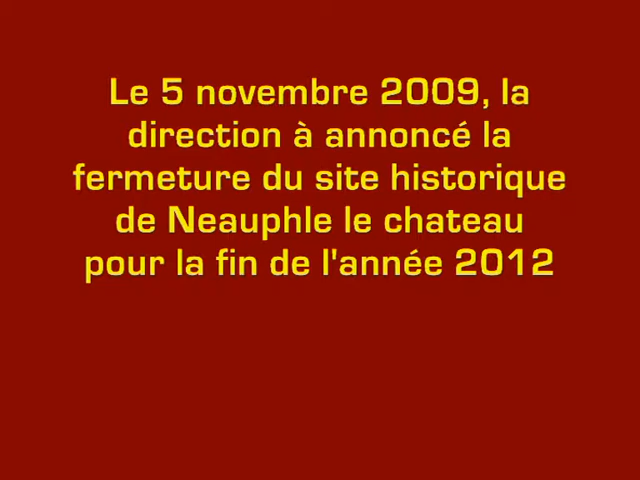 Le 5 novembre 2009, la
direction à annoncé la
fermeture du site historique
de Neauphle le chateau
pour la fin de l'année 2012